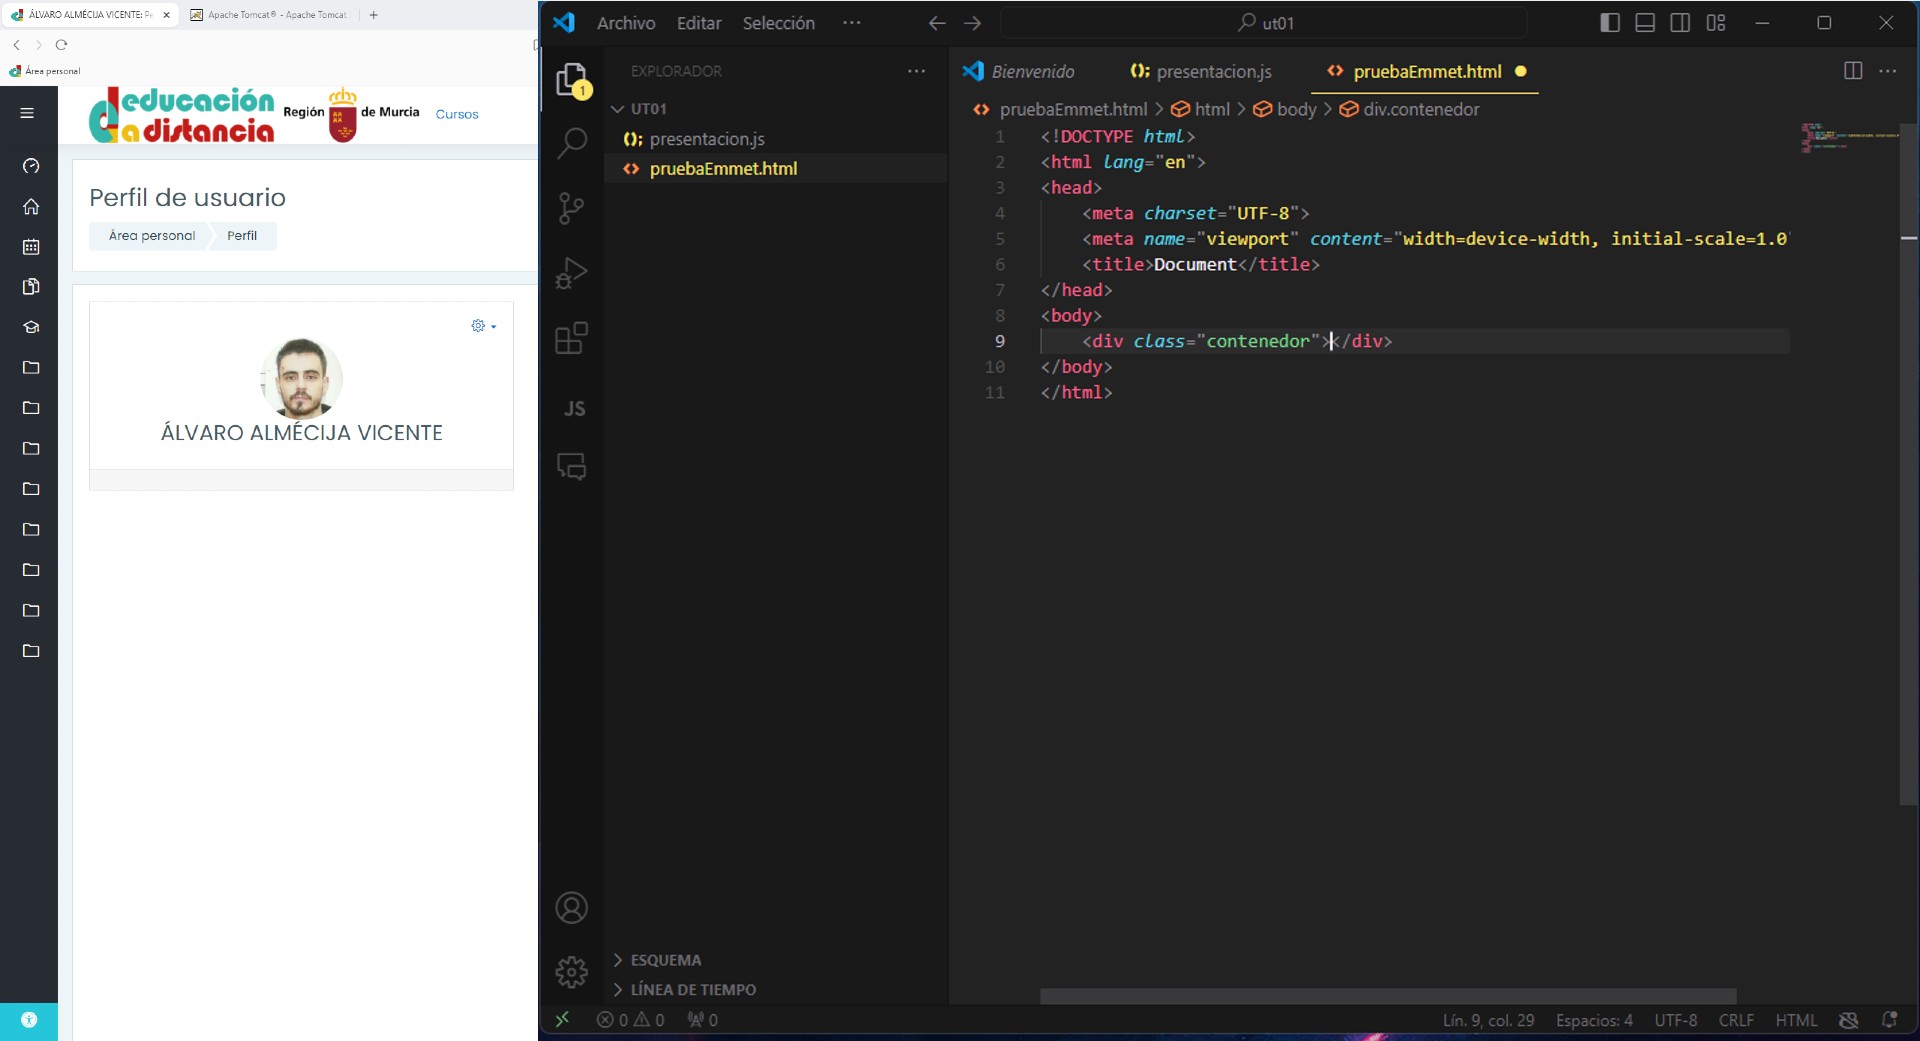 ÁLVARO ALMÉCIJA VICENTE: Pe
Apache Tomcat® - Apache Tomcat
Área personal
educación
a distancia
Región de Murcia
Cursos
Perfil de usuario
Área personal
Perfil
ÁLVARO ALMÉCIJA VICENTE
Archivo Editar Selección ···
ut01
EXPLORADOR
1
UT01
presentacion.js
pruebaEmmet.html
JS
ESQUEMA
LÍNEA DE TIEMPO
Bienvenido
presentacion.js
pruebaEmmet.html
pruebaEmmet.html > html > body > div.contenedor
1 <!DOCTYPE html>
2 <html lang="en">
3 <head>
4 <meta charset="UTF-8">
5 <meta name="viewport" content="width=device-width, initial-scale=1.0"
6 <title>Document</title>
7 </head>
8 <body>
9 <div class="contenedor"></div>
10 </body>
11 </html>
0 0 0
Lín. 9, col. 29 Espacios: 4 UTF-8 CRLF HTML